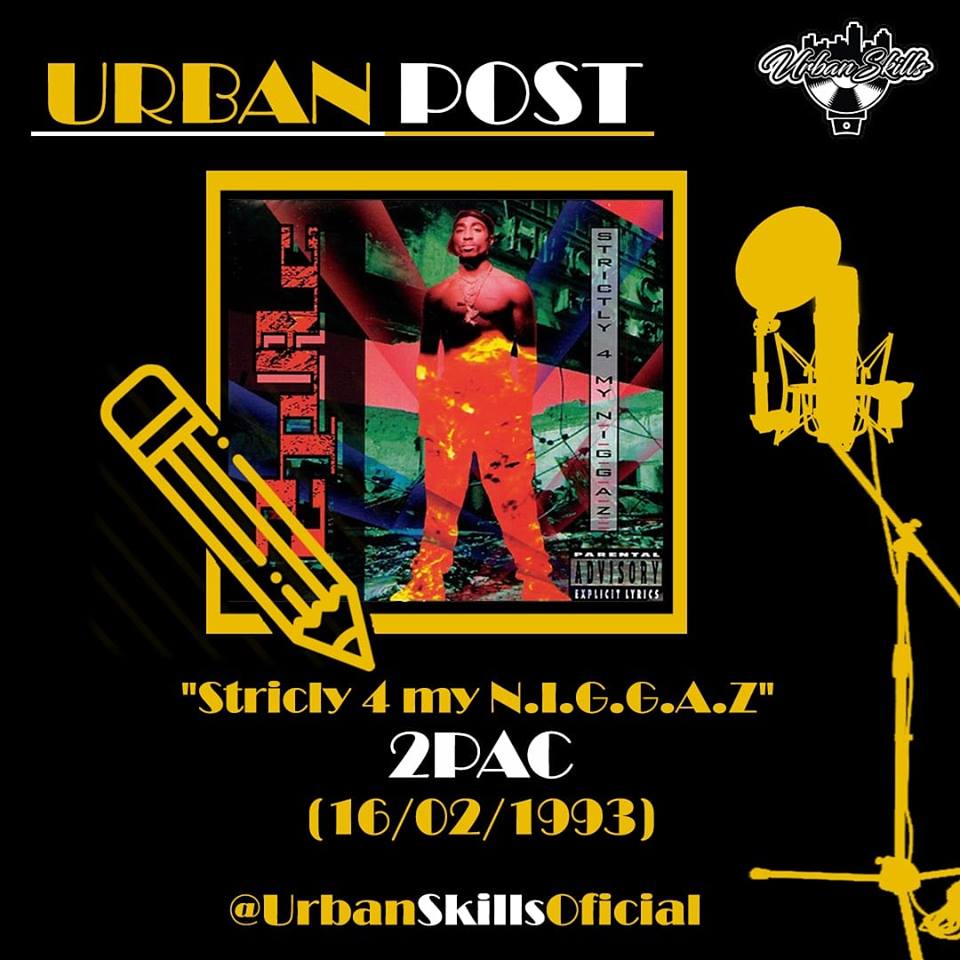 URBAN POST
Urban Skills
2PAC
STRICTLY 4 MY N.I.G.G.A.Z
PARENTAL
ADVISORY
EXPLICIT LYRICS
"Stricly 4 my N.I.G.G.A.Z"
2PAC
(16/02/1993)
@UrbanSkillsOficial